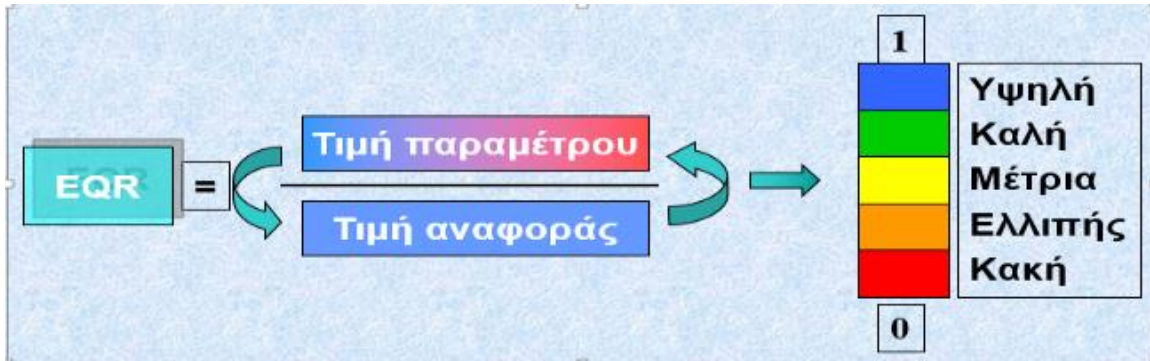 EQR
=
Τιμή παραμέτρου
Τιμή αναφοράς
1
Υψηλή
Καλή
Μέτρια
Ελλιπής
Κακή
0